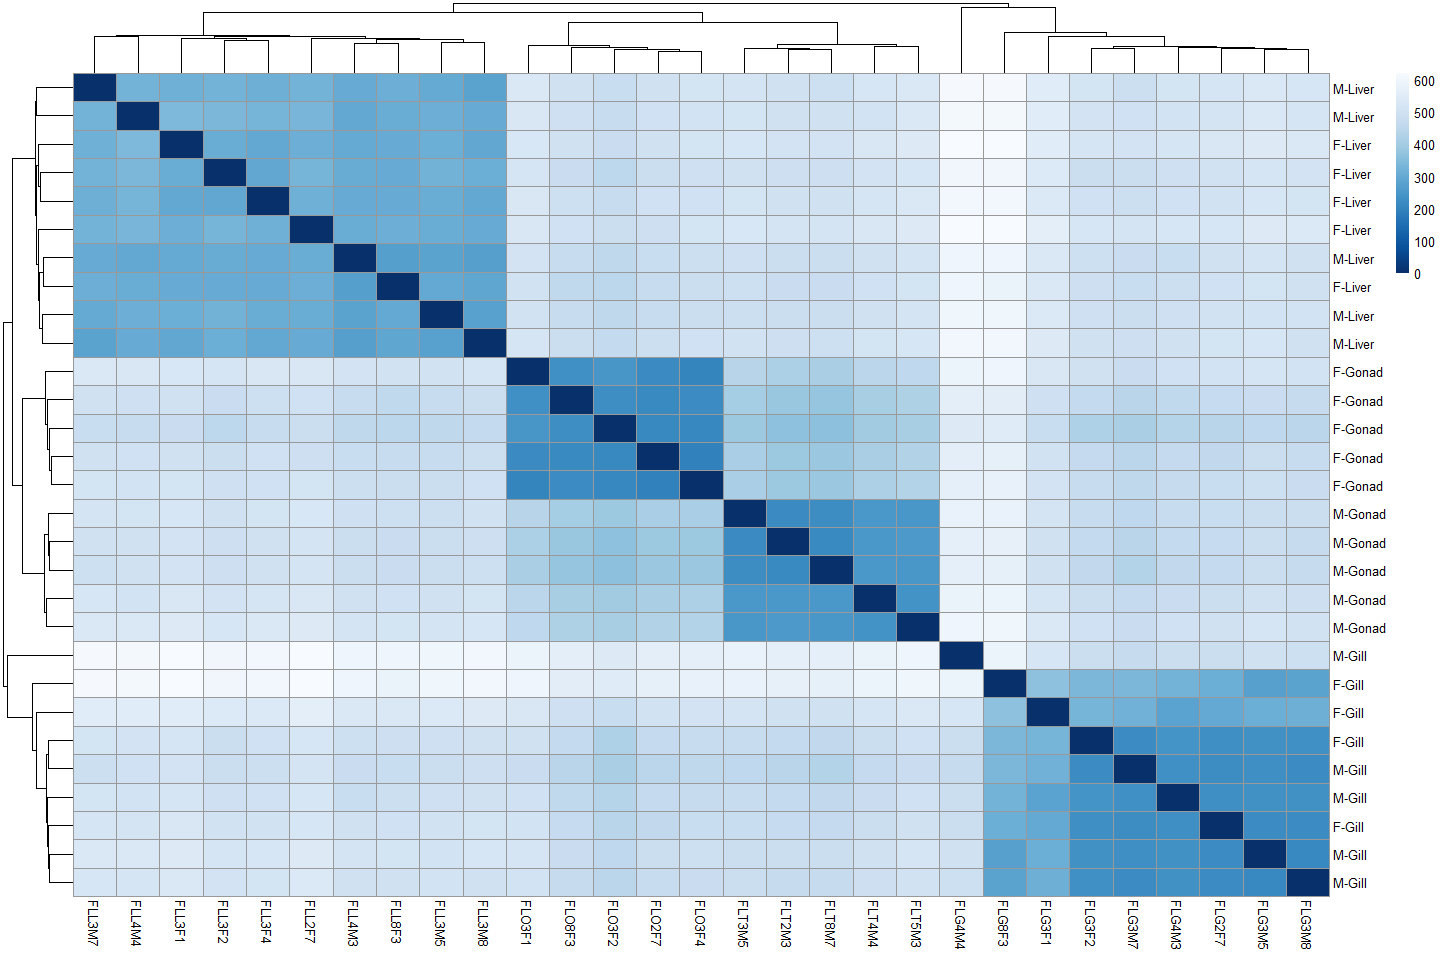 600
500
400
300
200
100
0
M-Liver
M-Liver
F-Liver
F-Liver
F-Liver
F-Liver
M-Liver
F-Liver
M-Liver
M-Liver
F-Gonad
F-Gonad
F-Gonad
F-Gonad
F-Gonad
M-Gonad
M-Gonad
M-Gonad
M-Gonad
M-Gonad
M-Gill
F-Gill
F-Gill
F-Gill
M-Gill
M-Gill
F-Gill
M-Gill
M-Gill
FLL3M7
FLL4M4
FLL3F1
FLL3F2
FLL3F4
FLL2F7
FLL4M3
FLL8F3
FLL3M5
FLL3M8
FLO3F1
FLO8F3
FLO3F2
FLO2F7
FLO3F4
FLT3M5
FLT2M3
FLT8M7
FLT4M4
FLT5M3
FLG4M4
FLG8F3
FLG3F1
FLG3F2
FLG3M7
FLG4M3
FLG2F7
FLG3M5
FLG3M8